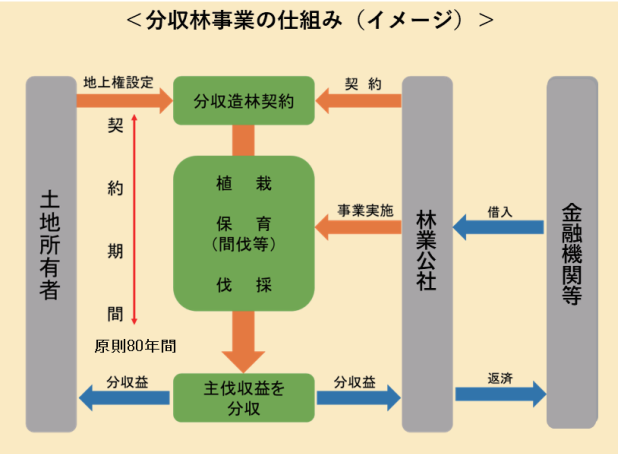 ＜分収林事業の仕組み（イメージ）＞
地上権設定
分収造林契約
契　約
土地所有者
契約期間
原則80年間
植　栽
保　育
（間伐等）
伐　採
事業実施
林業公社
借入
金融機関等
分収益
主伐収益を
分収
分収益
返済